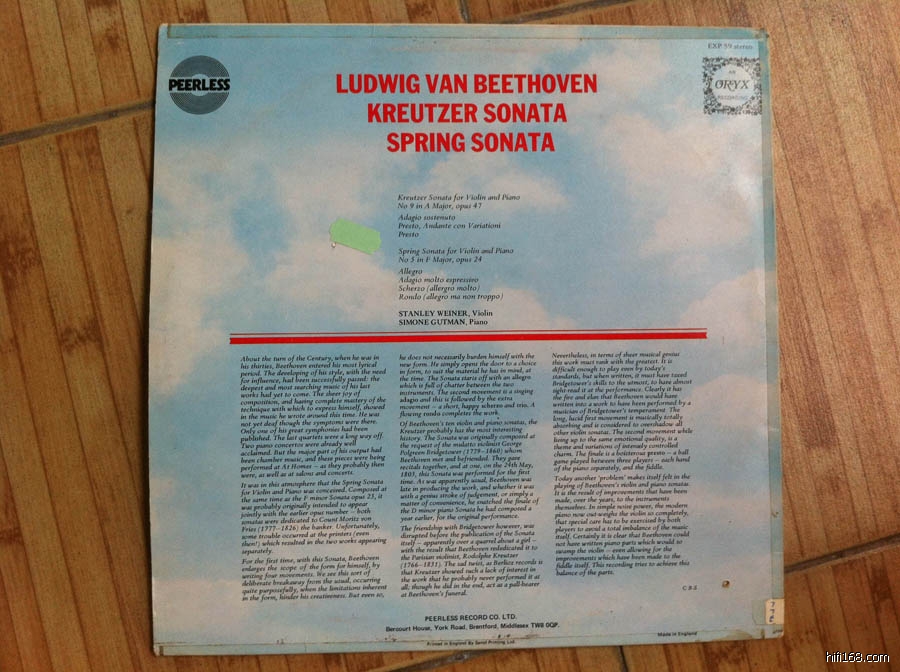 EXP 59 stereo
PEERLESS
AN
ORYX
RECORDING
LUDWIG VAN BEETHOVEN
KREUTZER SONATA
SPRING SONATA
Kreutzer Sonata for Violin and Piano
No 9 in A Major, opus 47
Adagio sostenuto
Presto, Andante con Variationi
Presto
Spring Sonata for Violin and Piano
No 5 in F Major, opus 24
Allegro
Adagio molto espressivo
Scherzo (allergro molto)
Rondo (allegro ma non troppo)
STANLEY WEINER, Violin
SIMONE GUTMAN, Piano
About the turn of the Century, when he was in
his thirties, Beethoven entered his most lyrical
period. The developing of his style, with the need
for influence, had been successfully passed: the
deepest and most searching music of his last
works had yet to come. The sheer joy of
composition, and having complete mastery of the
technique with which to express himself, showed
in the music he wrote around this time. He was
not yet deaf though the symptoms were there.
Only one of his great symphonies had been
published. The last quartets were a long way off.
Two piano concertos were already well
acclaimed. But the major part of his output had
been chamber music, and these pieces were being
performed at At Homes — as they probably then
were, as well as at salons and concerts.
It was in this atmosphere that the Spring Sonata
for Violin and Piano was conceived. Composed at
the same time as the F minor Sonata opus 23, it
was probably originally intended to appear
jointly with the earlier opus number — both
sonatas were dedicated to Count Moritz von
Fries (1777–1826) the banker. Unfortunately,
some trouble occurred at the printers (even
then!) which resulted in the two works appearing
separately.
For the first time, with this Sonata, Beethoven
enlarges the scope of the form for himself, by
writing four movements. We see this sort of
deliberate breakaway from the usual, occurring
quite purposefully, when the limitations inherent
in the form, hinder his creativeness. But even so,
he does not necessarily burden himself with the
new form. He simply opens the door to a choice
in form, to suit the material he has in mind, at
the time. The Sonata starts off with an allegro
which is full of chatter between the two
instruments. The second movement is a singing
adagio and this is followed by the extra
movement — a short, happy scherzo and trio. A
flowing rondo completes the work.
Of Beethoven's ten violin and piano sonatas, the
Kreutzer probably has the most interesting
history. The Sonata was originally composed at
the request of the mulatto violinist George
Polgreen Bridgetower (1779–1860) whom
Beethoven met and befriended. They gave
recitals together, and at one, on the 24th May,
1803, this Sonata was performed for the first
time. As was apparently usual, Beethoven was
late in producing the work, and whether it was
with a genius stroke of judgement, or simply a
matter of convenience, he snatched the finale of
the D minor piano Sonata he had composed a
year earlier, for the original performance.
The friendship with Bridgetower however, was
disrupted before the publication of the Sonata
itself — apparently over a quarrel about a girl —
with the result that Beethoven rededicated it to
the Parisian violinist, Rodolphe Kreutzer
(1766–1831). The sad twist, as Berlioz records is
that Kreutzer showed such a lack of interest in
the work that he probably never performed it at
all; though he did in the end, act as a pall-bearer
at Beethoven's funeral.
Nevertheless, in terms of sheer musical genius
this work must rank with the greatest. It is
difficult enough to play even by today's
standards, but when written, it must have taxed
Bridgetower's skills to the utmost, to have almost
sight-read it at the performance. Clearly it has
the fire and elan that Beethoven would have
written into a work to have been performed by a
musician of Bridgetower's temperament. The
long, lucid first movement is musically totally
absorbing and is considered to overshadow all
other violin sonatas. The second movement while
living up to the same emotional quality, is a
theme and variations of intensely controlled
charm. The finale is a boisterous presto — a ball
game played between three players — each hand
of the piano separately, and the fiddle.
Today another 'problem' makes itself felt in the
playing of Beethoven's violin and piano sonatas.
It is the result of improvements that have been
made, over the years, to the instruments
themselves. In simple twist power, the modern
piano now out-weighs the violin so completely,
that special care has to be exercised by both
players to avoid a total imbalance of the music
itself. Certainly it is clear that Beethoven could
not have written piano parts which would so
swamp the violin — even allowing for the
improvements which have been made to the
fiddle itself. This recording tries to achieve this
balance of the parts.
C B-S
PEERLESS RECORD CO. LTD.
Bercourt House, York Road, Brentford, Middlesex TW8 0QP.
Printed in England By Senol Printing Ltd.
Made in England
hifi168.com